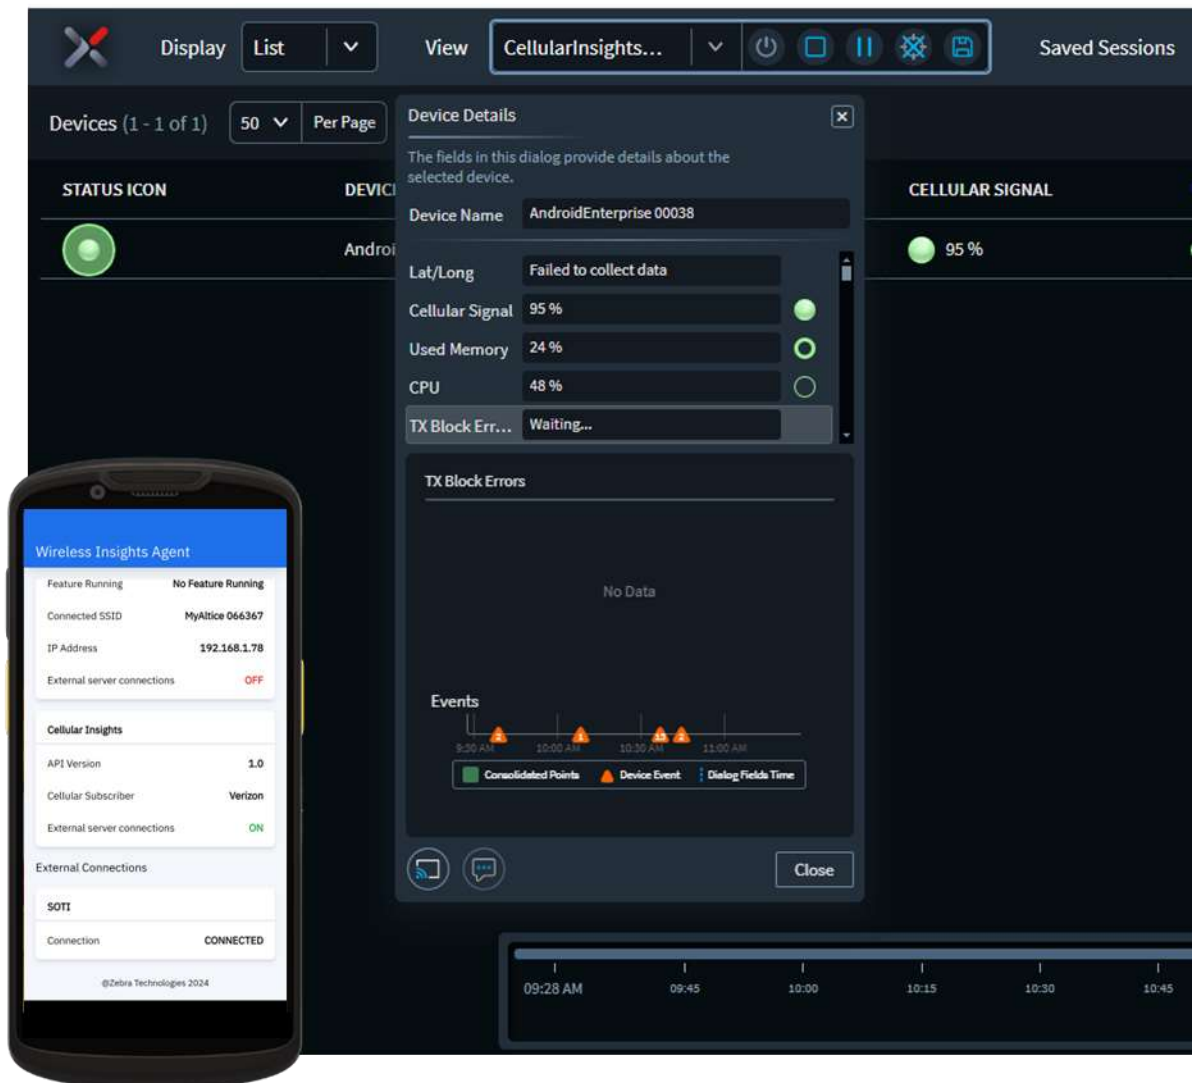 Display
List
View
CellularInsights...
Saved Sessions
Devices (1 - 1 of 1)
50
Per Page
STATUS ICON
DEVIC
CELLULAR SIGNAL
Androi
95 %
Device Details
The fields in this dialog provide details about the
selected device.
Device Name
AndroidEnterprise 00038
Lat/Long
Failed to collect data
Cellular Signal
95 %
Used Memory
24 %
CPU
48 %
TX Block Err...
Waiting...
TX Block Errors
No Data
Events
2
1
13
2
9:30 AM
10:00 AM
10:30 AM
11:00 AM
Consolidated Points
Device Event
Dialog Fields Time
Close
09:28 AM
09:45
10:00
10:15
10:30
10:45
Wireless Insights Agent
Feature Running
No Feature Running
Connected SSID
MyAltice 066367
IP Address
192.168.1.78
External server connections
OFF
Cellular Insights
API Version
1.0
Cellular Subscriber
Verizon
External server connections
ON
External Connections
SOTI
Connection
CONNECTED
@Zebra Technologies 2024